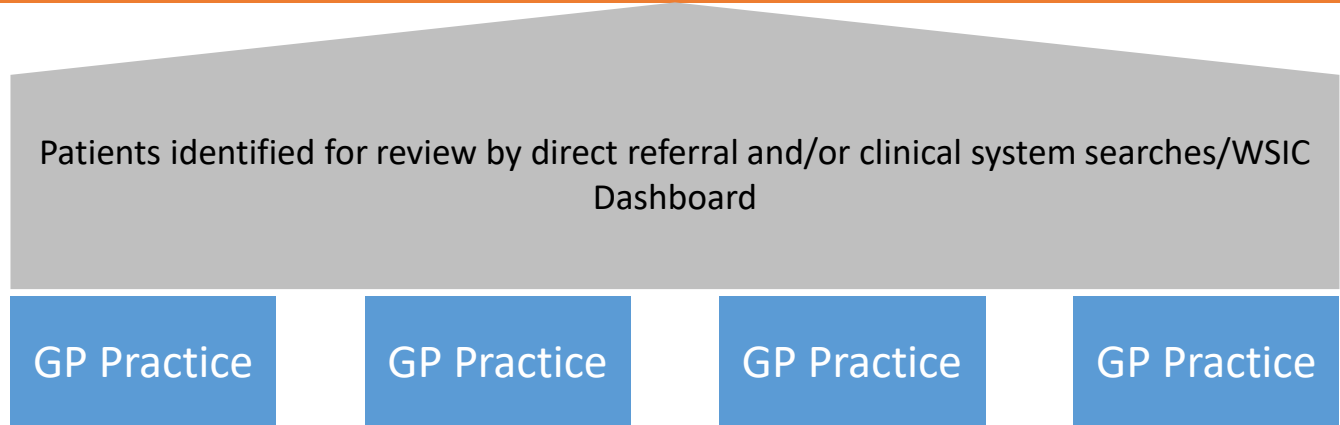 Patients identified for review by direct referral and/or clinical system searches/WSIC
Dashboard
GP Practice
GP Practice
GP Practice
GP Practice